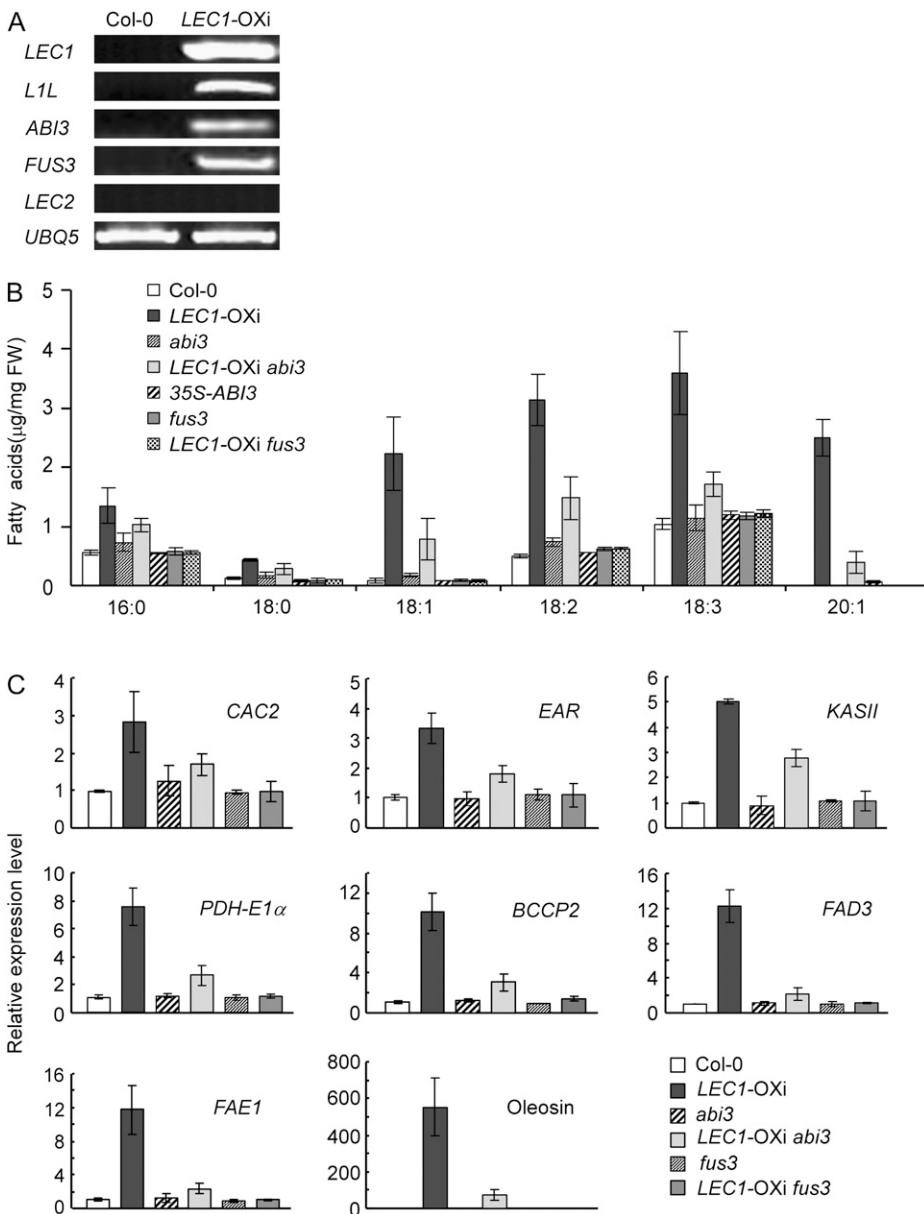 A
Col-0 LEC1-OXi
LEC1
L1L
ABI3
FUS3
LEC2
UBQ5
B
Fatty acids(μg/mg FW)
5
4
3
2
1
0
Col-0
LEC1-OXi
abi3
LEC1-OXi abi3
35S-ABI3
fus3
LEC1-OXi fus3
16:0 18:0 18:1 18:2 18:3 20:1
C
Relative expression level
4
3
2
1
0
CAC2
5
4
3
2
1
0
EAR
6
5
4
3
2
1
0
KASII
10
8
6
4
2
0
PDH-E1α
12
8
4
0
BCCP2
16
12
8
4
0
FAD3
16
12
8
4
0
FAE1
800
600
400
200
0
Oleosin
Col-0
LEC1-OXi
abi3
LEC1-OXi abi3
fus3
LEC1-OXi fus3